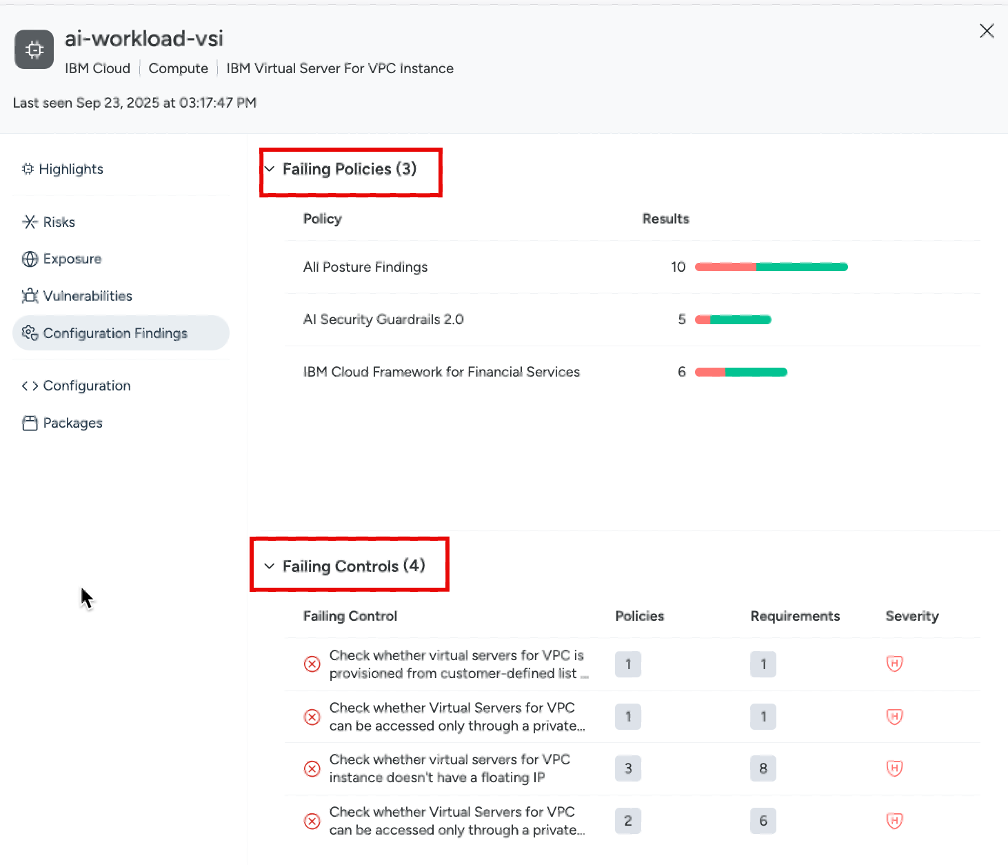 ai-workload-vsi
IBM Cloud | Compute | IBM Virtual Server For VPC Instance
Last seen Sep 23, 2025 at 03:17:47 PM
Highlights
Risks
Exposure
Vulnerabilities
Configuration Findings
Configuration
Packages
Failing Policies (3)
Policy Results
All Posture Findings 10
AI Security Guardrails 2.0 5
IBM Cloud Framework for Financial Services 6
Failing Controls (4)
Failing Control Policies Requirements Severity
Check whether virtual servers for VPC is
provisioned from customer-defined list ... 1 1 H
Check whether Virtual Servers for VPC
can be accessed only through a private... 1 1 H
Check whether virtual servers for VPC
instance doesn't have a floating IP 3 8 H
Check whether Virtual Servers for VPC
can be accessed only through a private... 2 6 H